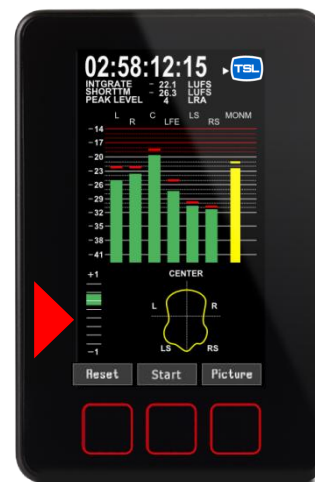 02:58:12:15 TSL
INTGRATE - 22.1 LUFS
SHORTTM - 26.3 LUFS
PEAK LEVEL 4 LRA
L R C LFE LS RS MONM
-14
-17
-20
-23
-26
-29
-32
-35
-38
-41
+1 CENTER
L R
LS RS
-1
Reset Start Picture